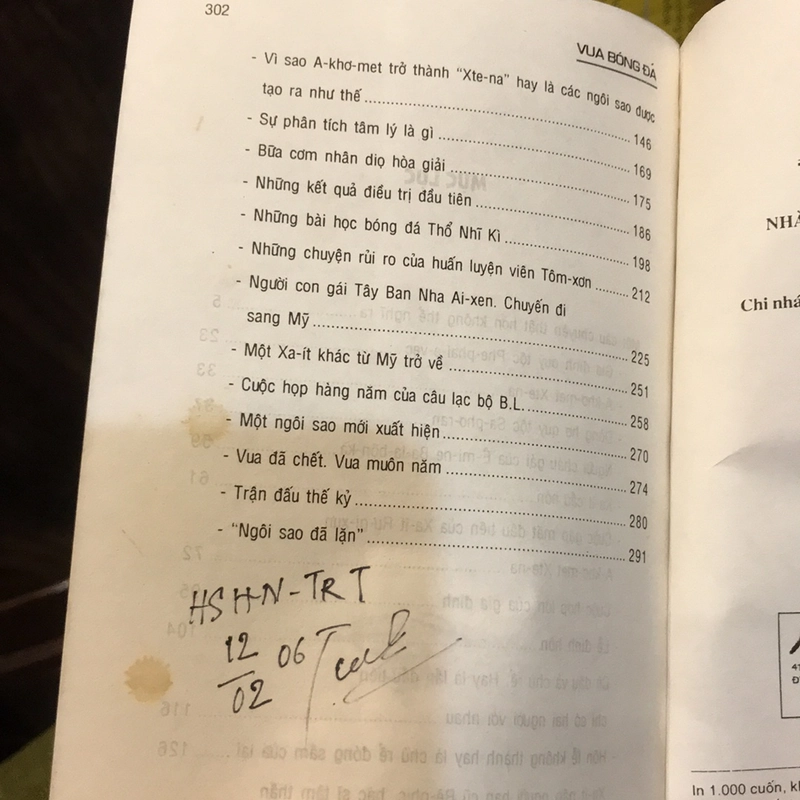 302
VUA BÓNG ĐÁ
- Vì sao A-khơ-met trở thành "Xte-na" hay là các ngôi sao được
tạo ra như thế ........ 146
- Sự phân tích tâm lý là gì ........ 169
- Bữa cơm nhân diọ hòa giải ........ 175
- Những kết quả điều trị đầu tiên ........ 186
- Những bài học bóng đá Thổ Nhĩ Kì ........ 198
- Những chuyện rủi ro của huấn luyện viên Tôm-xơn ........ 212
- Người con gái Tây Ban Nha Ai-xen. Chuyến đi
sang Mỹ ........ 225
- Một Xa-ít khác từ Mỹ trở về ........ 251
- Cuộc họp hàng năm của câu lạc bộ B.L. ........ 258
- Một ngôi sao mới xuất hiện ........ 270
- Vua đã chết. Vua muôn năm ........ 274
- Trận đấu thế kỷ ........ 280
- "Ngôi sao đã lặn" ........ 291
HSHN-TRT
12/02 06
NHÀ
Chi nhá
In 1.000 cuốn, k